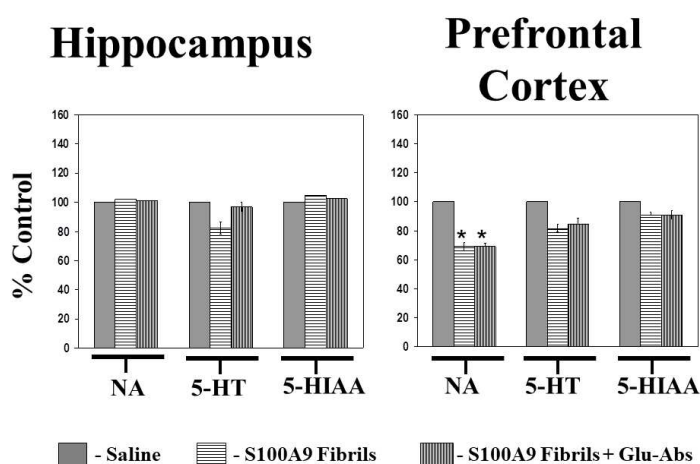 Hippocampus
Prefrontal
Cortex
% Control
160
140
120
100
80
60
40
20
0
NA
5-HT
5-HIAA
160
140
120
100
80
60
40
20
0
* *
NA
5-HT
5-HIAA
- Saline
- S100A9 Fibrils
- S100A9 Fibrils + Glu-Abs